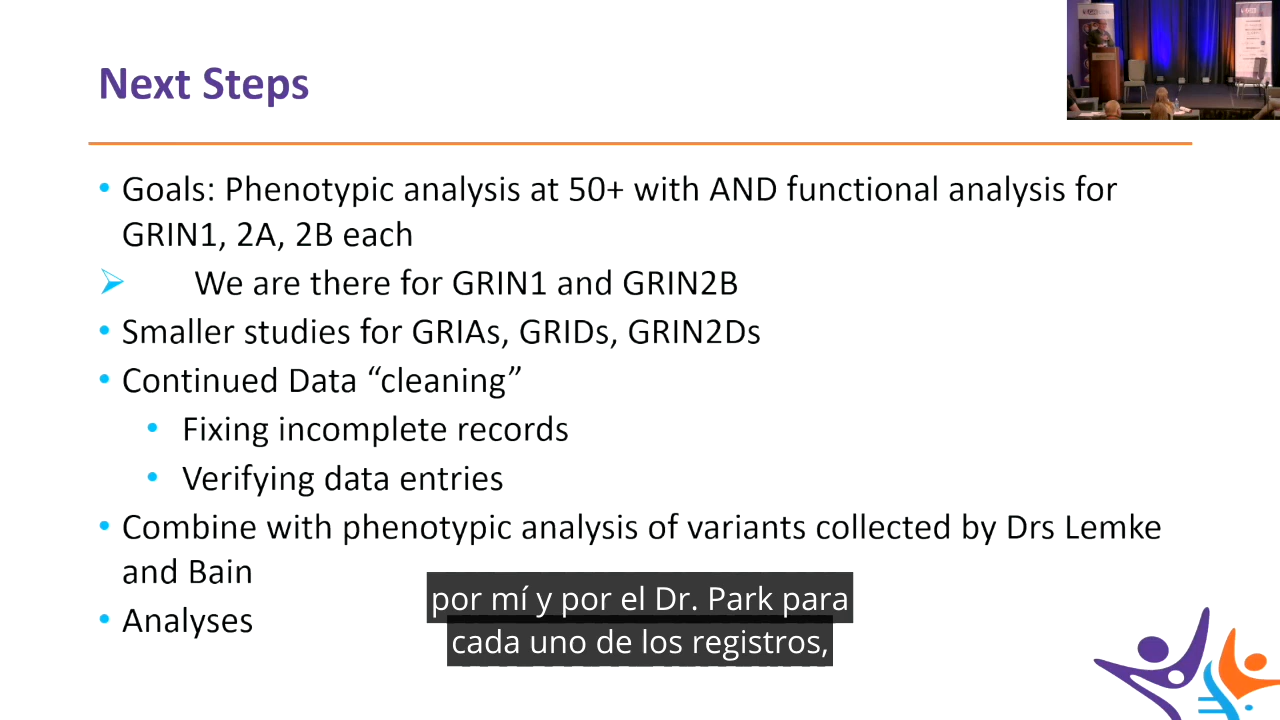 Next Steps
• Goals: Phenotypic analysis at 50+ with AND functional analysis for
GRIN1, 2A, 2B each
➢ We are there for GRIN1 and GRIN2B
• Smaller studies for GRIAs, GRIDs, GRIN2Ds
• Continued Data “cleaning”
• Fixing incomplete records
• Verifying data entries
• Combine with phenotypic analysis of variants collected by Drs Lemke
and Bain
• Analyses
por mí y por el Dr. Park para
cada uno de los registros,